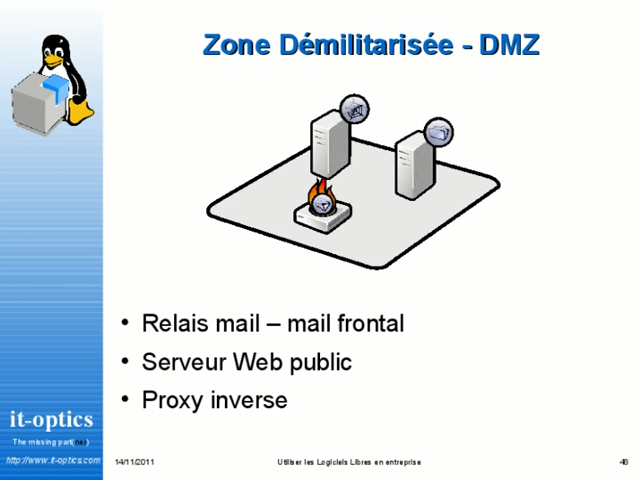 Zone Démilitarisée - DMZ
• Relais mail – mail frontal
• Serveur Web public
• Proxy inverse
it-optics
The missing part(ner)
http://www.it-optics.com
14/11/2011
Utiliser les Logiciels Libres en entreprise
48